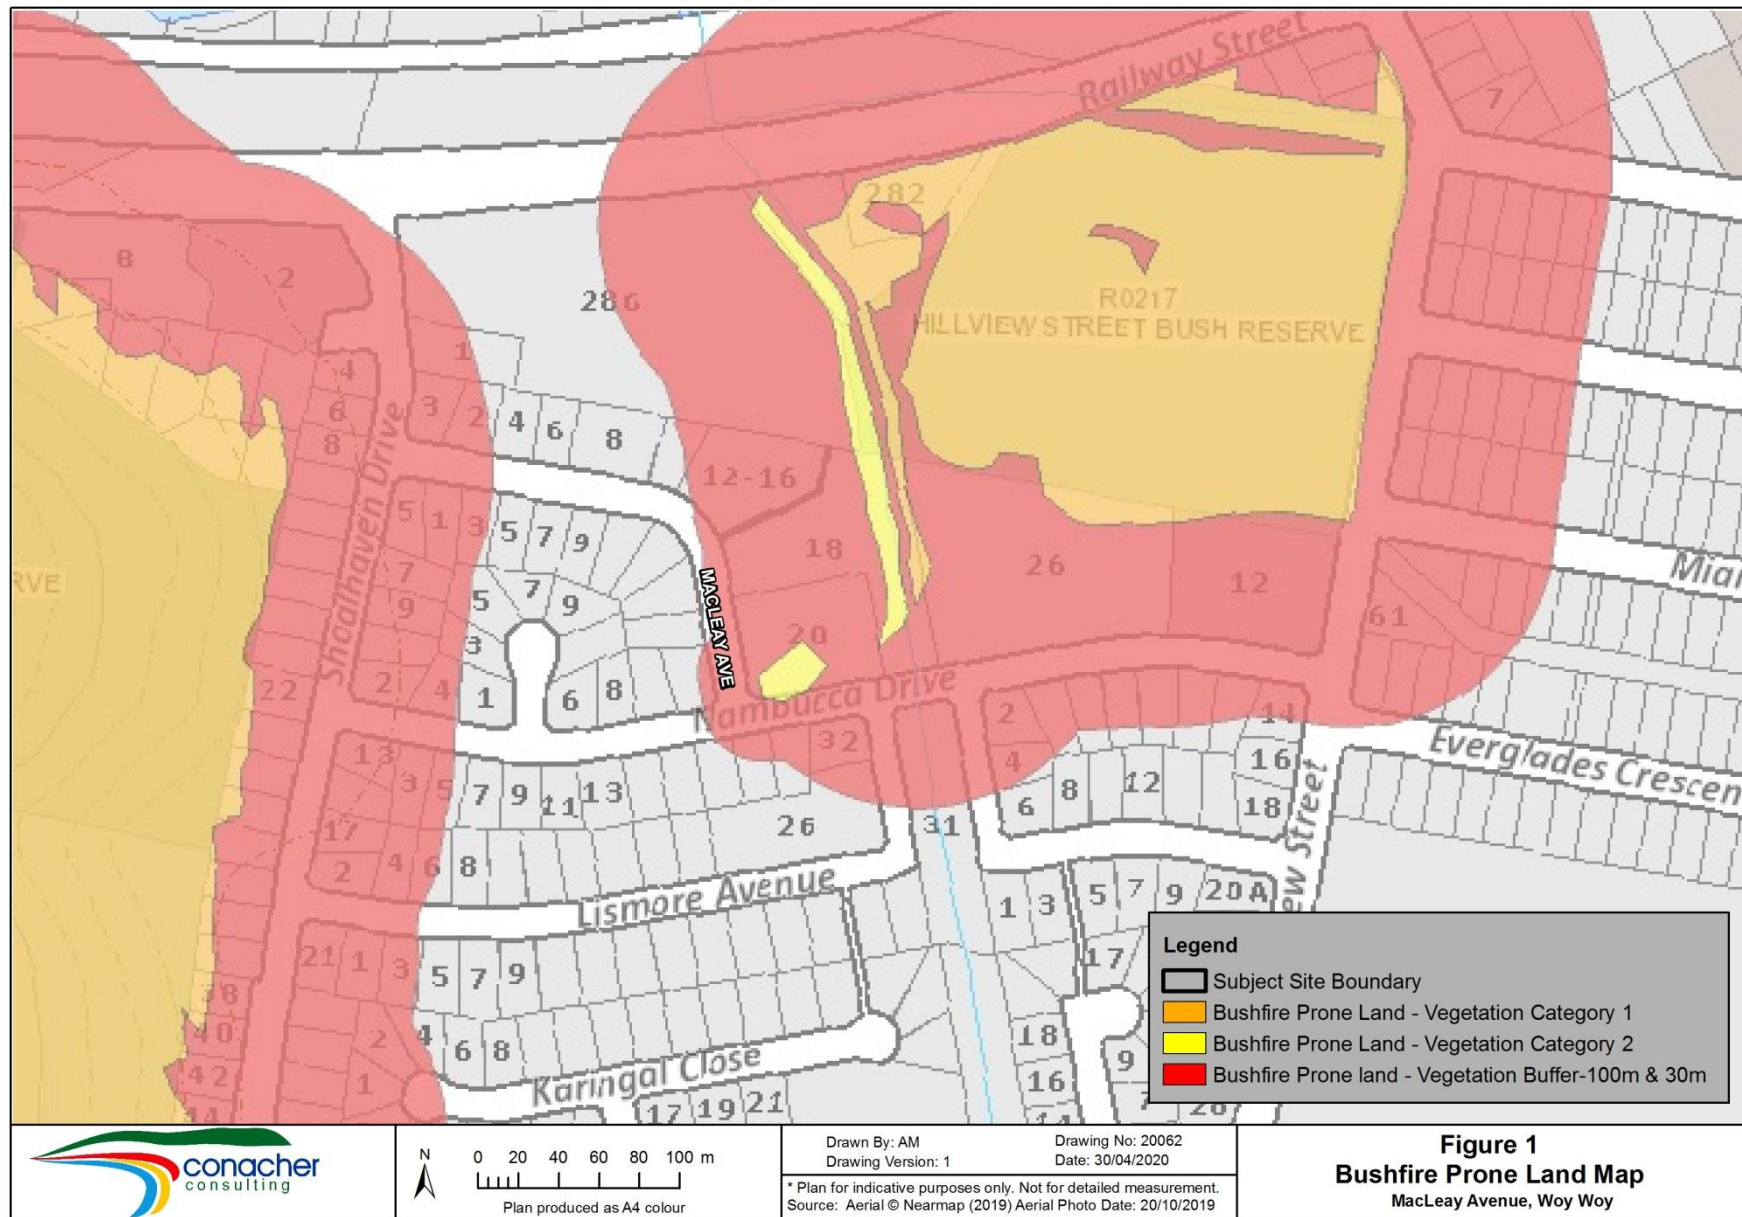 Railway Street
7
282
8
2
286
R0217
HILLVIEW STREET BUSH RESERVE
1
4
3
2
4
6
8
6
8
12-16
Shoalhaven Drive
5
1
3
5
7
9
18
26
12
RVE
7
5
7
9
9
MACLEAY AVE
20
61
3
22
2
4
1
6
8
Nambucca Drive
2
14
13
32
4
16
Everglades Crescen
3
5
7
9
11
13
6
8
12
18
17
26
31
ew Street
2
4
6
8
Lismore Avenue
1
3
5
7
9
20A
21
1
3
5
7
9
17
38
40
2
4
6
8
18
9
42
1
Karingal Close
16
17
19
21
7
Legend
Subject Site Boundary
Bushfire Prone Land - Vegetation Category 1
Bushfire Prone Land - Vegetation Category 2
Bushfire Prone land - Vegetation Buffer-100m & 30m
conacher
consulting
N
0 20 40 60 80 100 m
Plan produced as A4 colour
Drawn By: AM
Drawing Version: 1
Drawing No: 20062
Date: 30/04/2020
* Plan for indicative purposes only. Not for detailed measurement.
Source: Aerial © Nearmap (2019) Aerial Photo Date: 20/10/2019
Figure 1
Bushfire Prone Land Map
MacLeay Avenue, Woy Woy